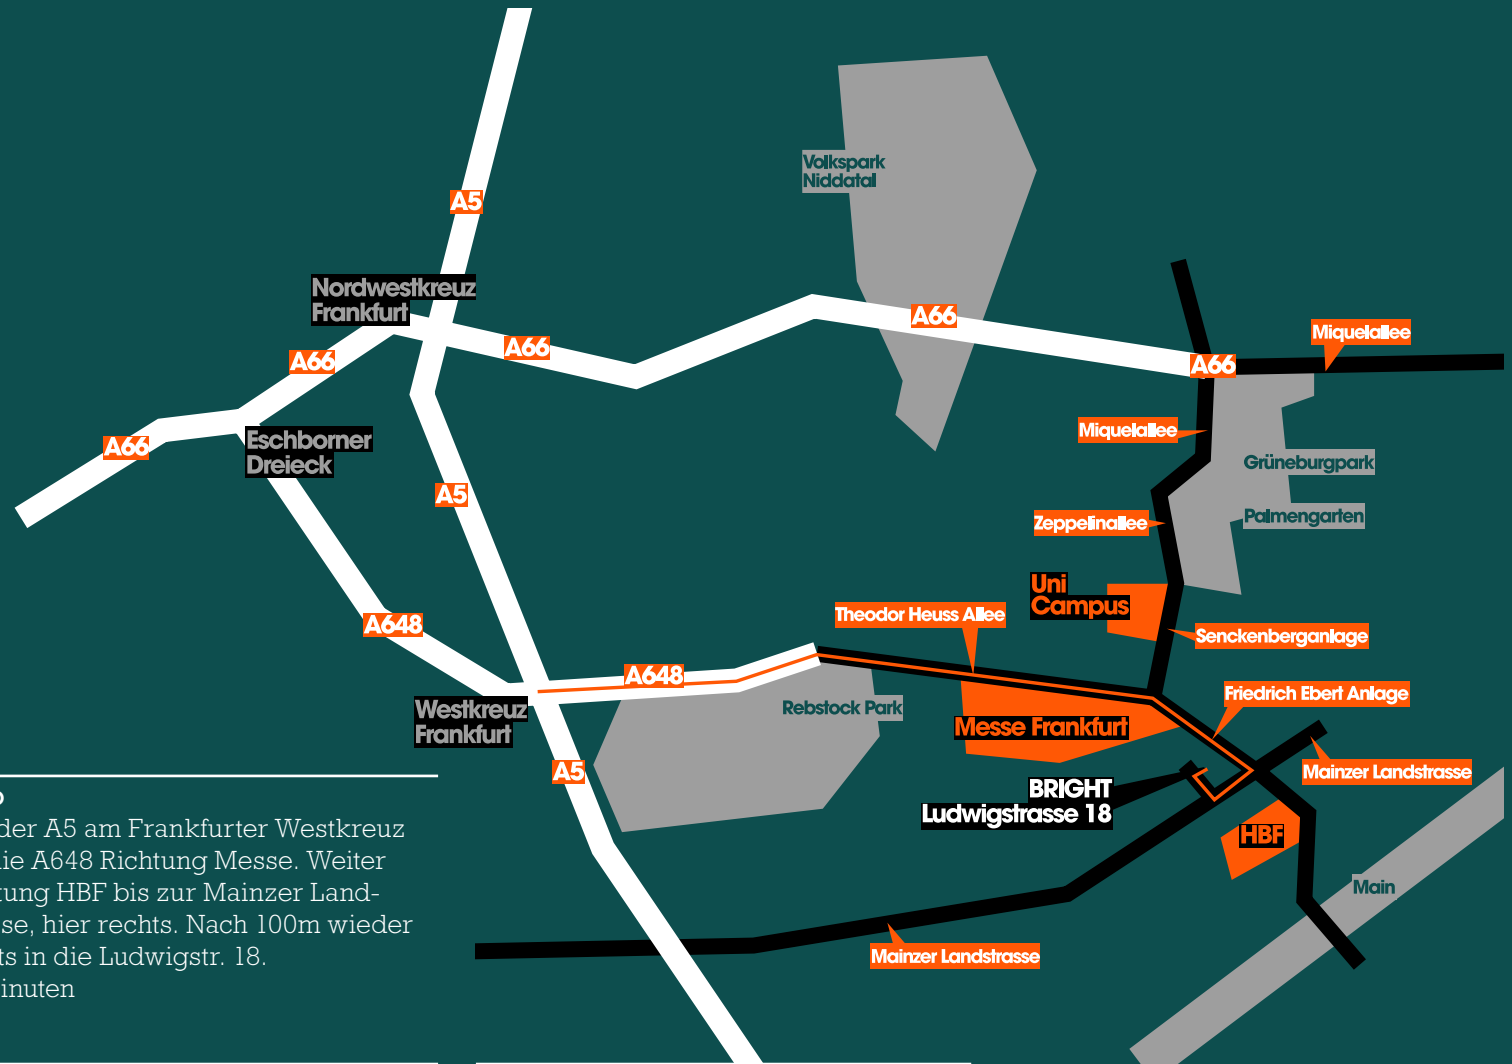 A5
Volkspark
Niddatal
Nordwestkreuz
Frankfurt
A66
A66
A66
A66
Miquelallee
A66
Miquelallee
Eschborner
Dreieck
Grüneburgpark
A5
Palmengarten
Zeppelinallee
Uni
Campus
Theodor Heuss Allee
A648
Senckenberganlage
A648
Friedrich Ebert Anlage
Westkreuz
Frankfurt
Rebstock Park
Messe Frankfurt
A5
Mainzer Landstrasse
BRIGHT
Ludwigstrasse 18
HBF
Main
Mainzer Landstrasse
der A5 am Frankfurter Westkreuz
die A648 Richtung Messe. Weiter
tung HBF bis zur Mainzer Land-
se, hier rechts. Nach 100m wieder
ts in die Ludwigstr. 18.
inuten